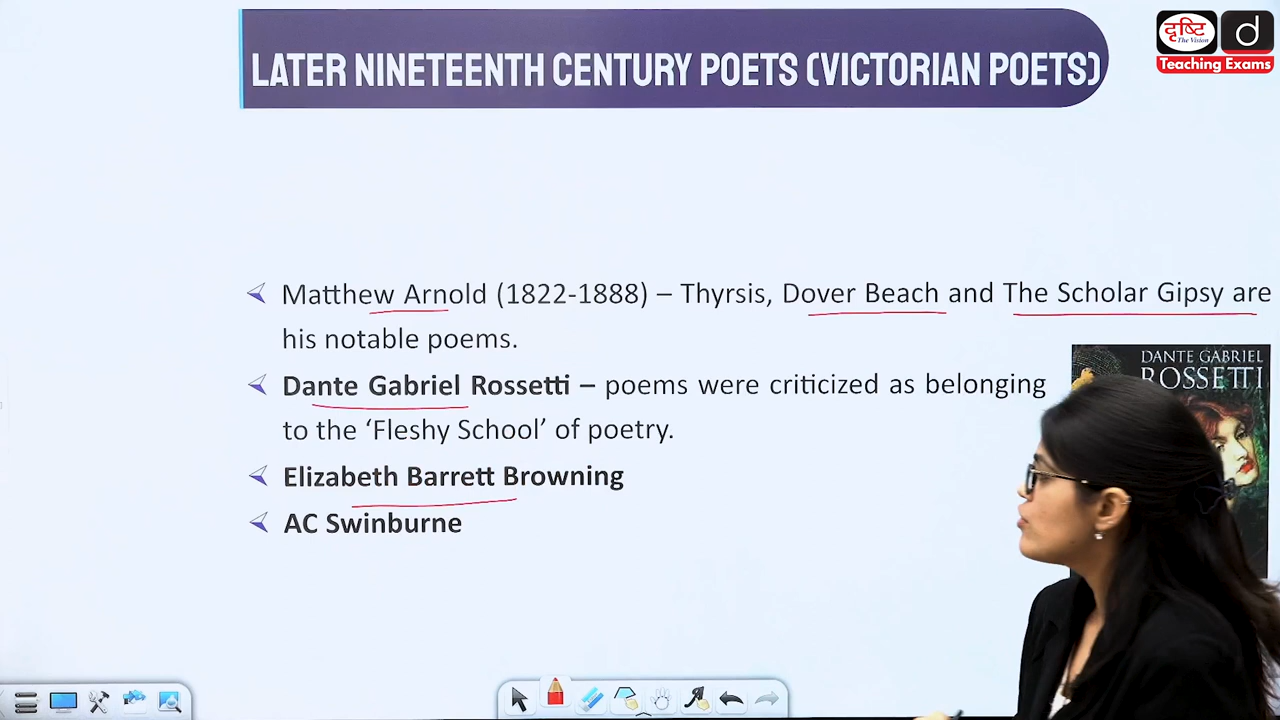 LATER NINETEENTH CENTURY POETS (VICTORIAN POETS)
दृष्टि
The Vision
d
Teaching Exams
Matthew Arnold (1822-1888) – Thyrsis, Dover Beach and The Scholar Gipsy are
his notable poems.
Dante Gabriel Rossetti – poems were criticized as belonging
to the ‘Fleshy School’ of poetry.
Elizabeth Barrett Browning
AC Swinburne
DANTE GABRIEL
ROSSETTI